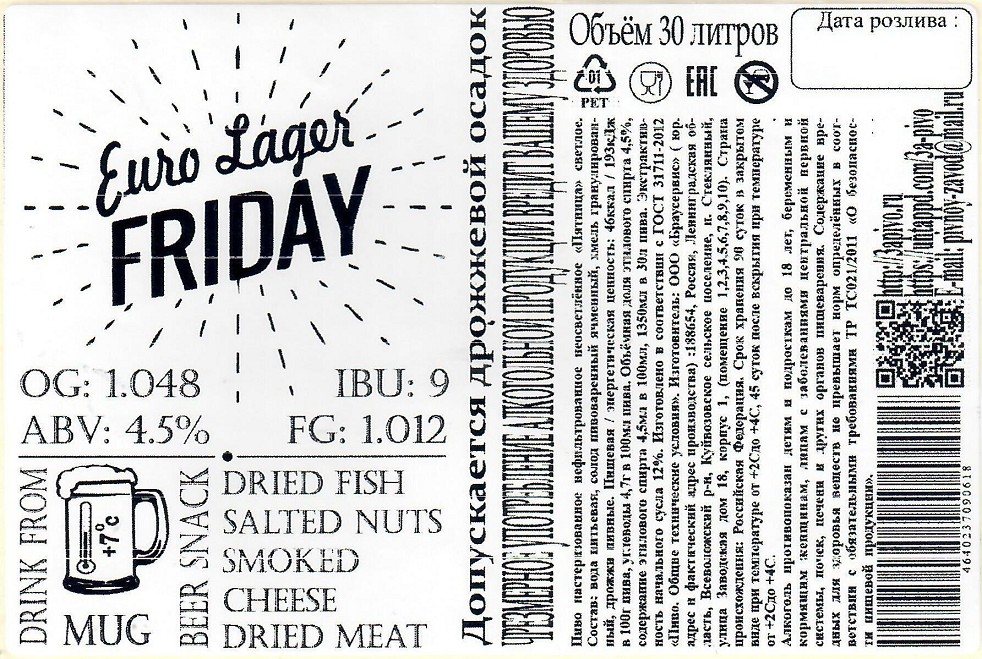 Euro Lager
FRIDAY
OG: 1.048
IBU: 9
ABV: 4.5%
FG: 1.012
DRINK FROM
+7°C
MUG
BEER SNACK
DRIED FISH
SALTED NUTS
SMOKED
CHEESE
DRIED MEAT
Допускается дрожжевой осадок
ЧРЕЗМЕРНОЕ УПОТРЕБЛЕНИЕ АЛКОГОЛЬНОЙ ПРОДУКЦИИ ВРЕДИТ ВАШЕМУ ЗДОРОВЬЮ
Объём 30 литров
Дата розлива :
01
PET
EAC
Пиво пастеризованное нефильтрованное неосветлённое «Пятница» светлое.
Состав: вода питьевая, солод пивоваренный ячменный, хмель гранулирован-
ный, дрожжи пивные. Пищевая / энергетическая ценность: 46ккал / 193кДж
в 100г пива, углеводы 4,7г в 100мл пива. Объёмная доля этилового спирта 4,5%,
содержание этилового спирта 4,5мл в 100мл, 1350мл в 30л пива. Экстрактив-
ность начального сусла 12%. Изготовлено в соответствии с ГОСТ 31711-2012
«Пиво. Общие технические условия». Изготовитель: ООО «Браусервис» ( юр.
адрес и фактический адрес производства) :188654, Россия, Ленинградская об-
ласть, Всеволожский р-н, Куйвозовское сельское поселение, п. Стеклянный,
улица Заводская дом 18, корпус 1, (помещение 1,2,3,4,5,6,7,8,9,10). Страна
происхождения: Российская Федерация. Срок хранения 90 суток в закрытом
виде при температуре от +2Сдо +4С, 45 суток после вскрытия при температуре
от +2Сдо +4С.
Алкоголь противопоказан детям и подросткам до 18 лет, беременным и
кормящим женщинам, лицам с заболеваниями центральной нервной
системы, почек, печени и других органов пищеварения. Содержание вре-
дных для здоровья веществ не превышает норм определённых в соот-
ветствии с обязательными требованиями ТР ТС021/2011 «О безопаснос-
ти пищевой продукции».
http://3apivo.ru
https://untappd.com/3a-pivo
E-mail: pivnoy-zavod@mail.ru
4640237090618